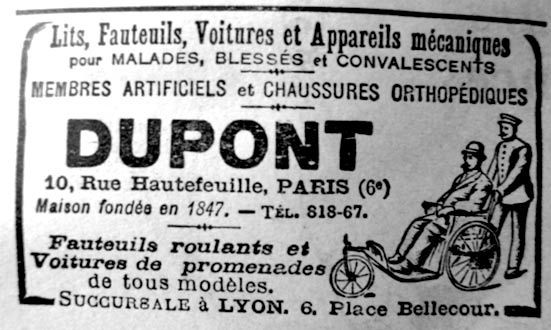 Lits, Fauteuils, Voitures et Appareils mécaniques
pour MALADES, BLESSÉS et CONVALESCENTS
MEMBRES ARTIFICIELS et CHAUSSURES ORTHOPÉDIQUES
DUPONT
10, Rue Hautefeuille, PARIS (6e)
Maison fondée en 1847. — TÉL. 818-67.
Fauteuils roulants et
Voitures de promenades
de tous modèles.
SUCCURSALE à LYON. 6. Place Bellecour.